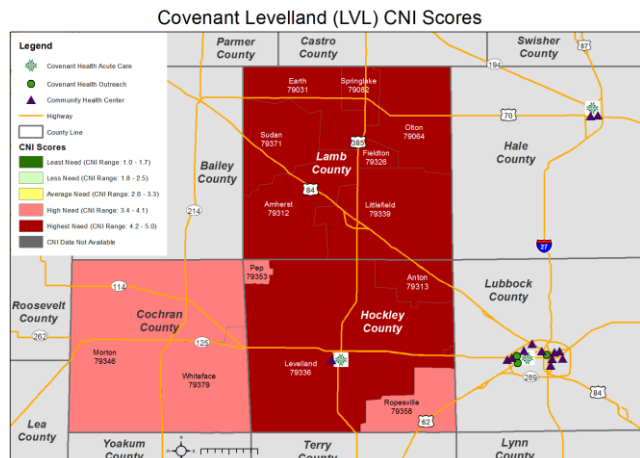 Covenant Levelland (LVL) CNI Scores
Legend
Covenant Health Acute Care
Covenant Health Outreach
Community Health Center
Highway
County Line
CNI Scores
Least Need (CNI Range: 1.0 - 1.7)
Less Need (CNI Range: 1.8 - 2.5)
Average Need (CNI Range: 2.6 - 3.3)
High Need (CNI Range: 3.4 - 4.1)
Highest Need (CNI Range: 4.2 - 5.0)
CNI Data Not Available
Parmer
County
Castro
County
Swisher
County
87
194
Earth
79031
Springlake
79082
70
Olton
79064
Sudan
79371
385
Lamb
County
Fieldton
79326
Hale
County
Bailey
County
84
Amherst
79312
Littlefield
79339
214
27
Pep
79353
Anton
79313
Lubbock
County
114
Roosevelt
County
Cochran
County
Hockley
County
262
125
Morton
79346
Whiteface
79379
Levelland
79336
289
84
Ropesville
79358
62
Lea
County
Yoakum
County
Terry
County
Lynn
County